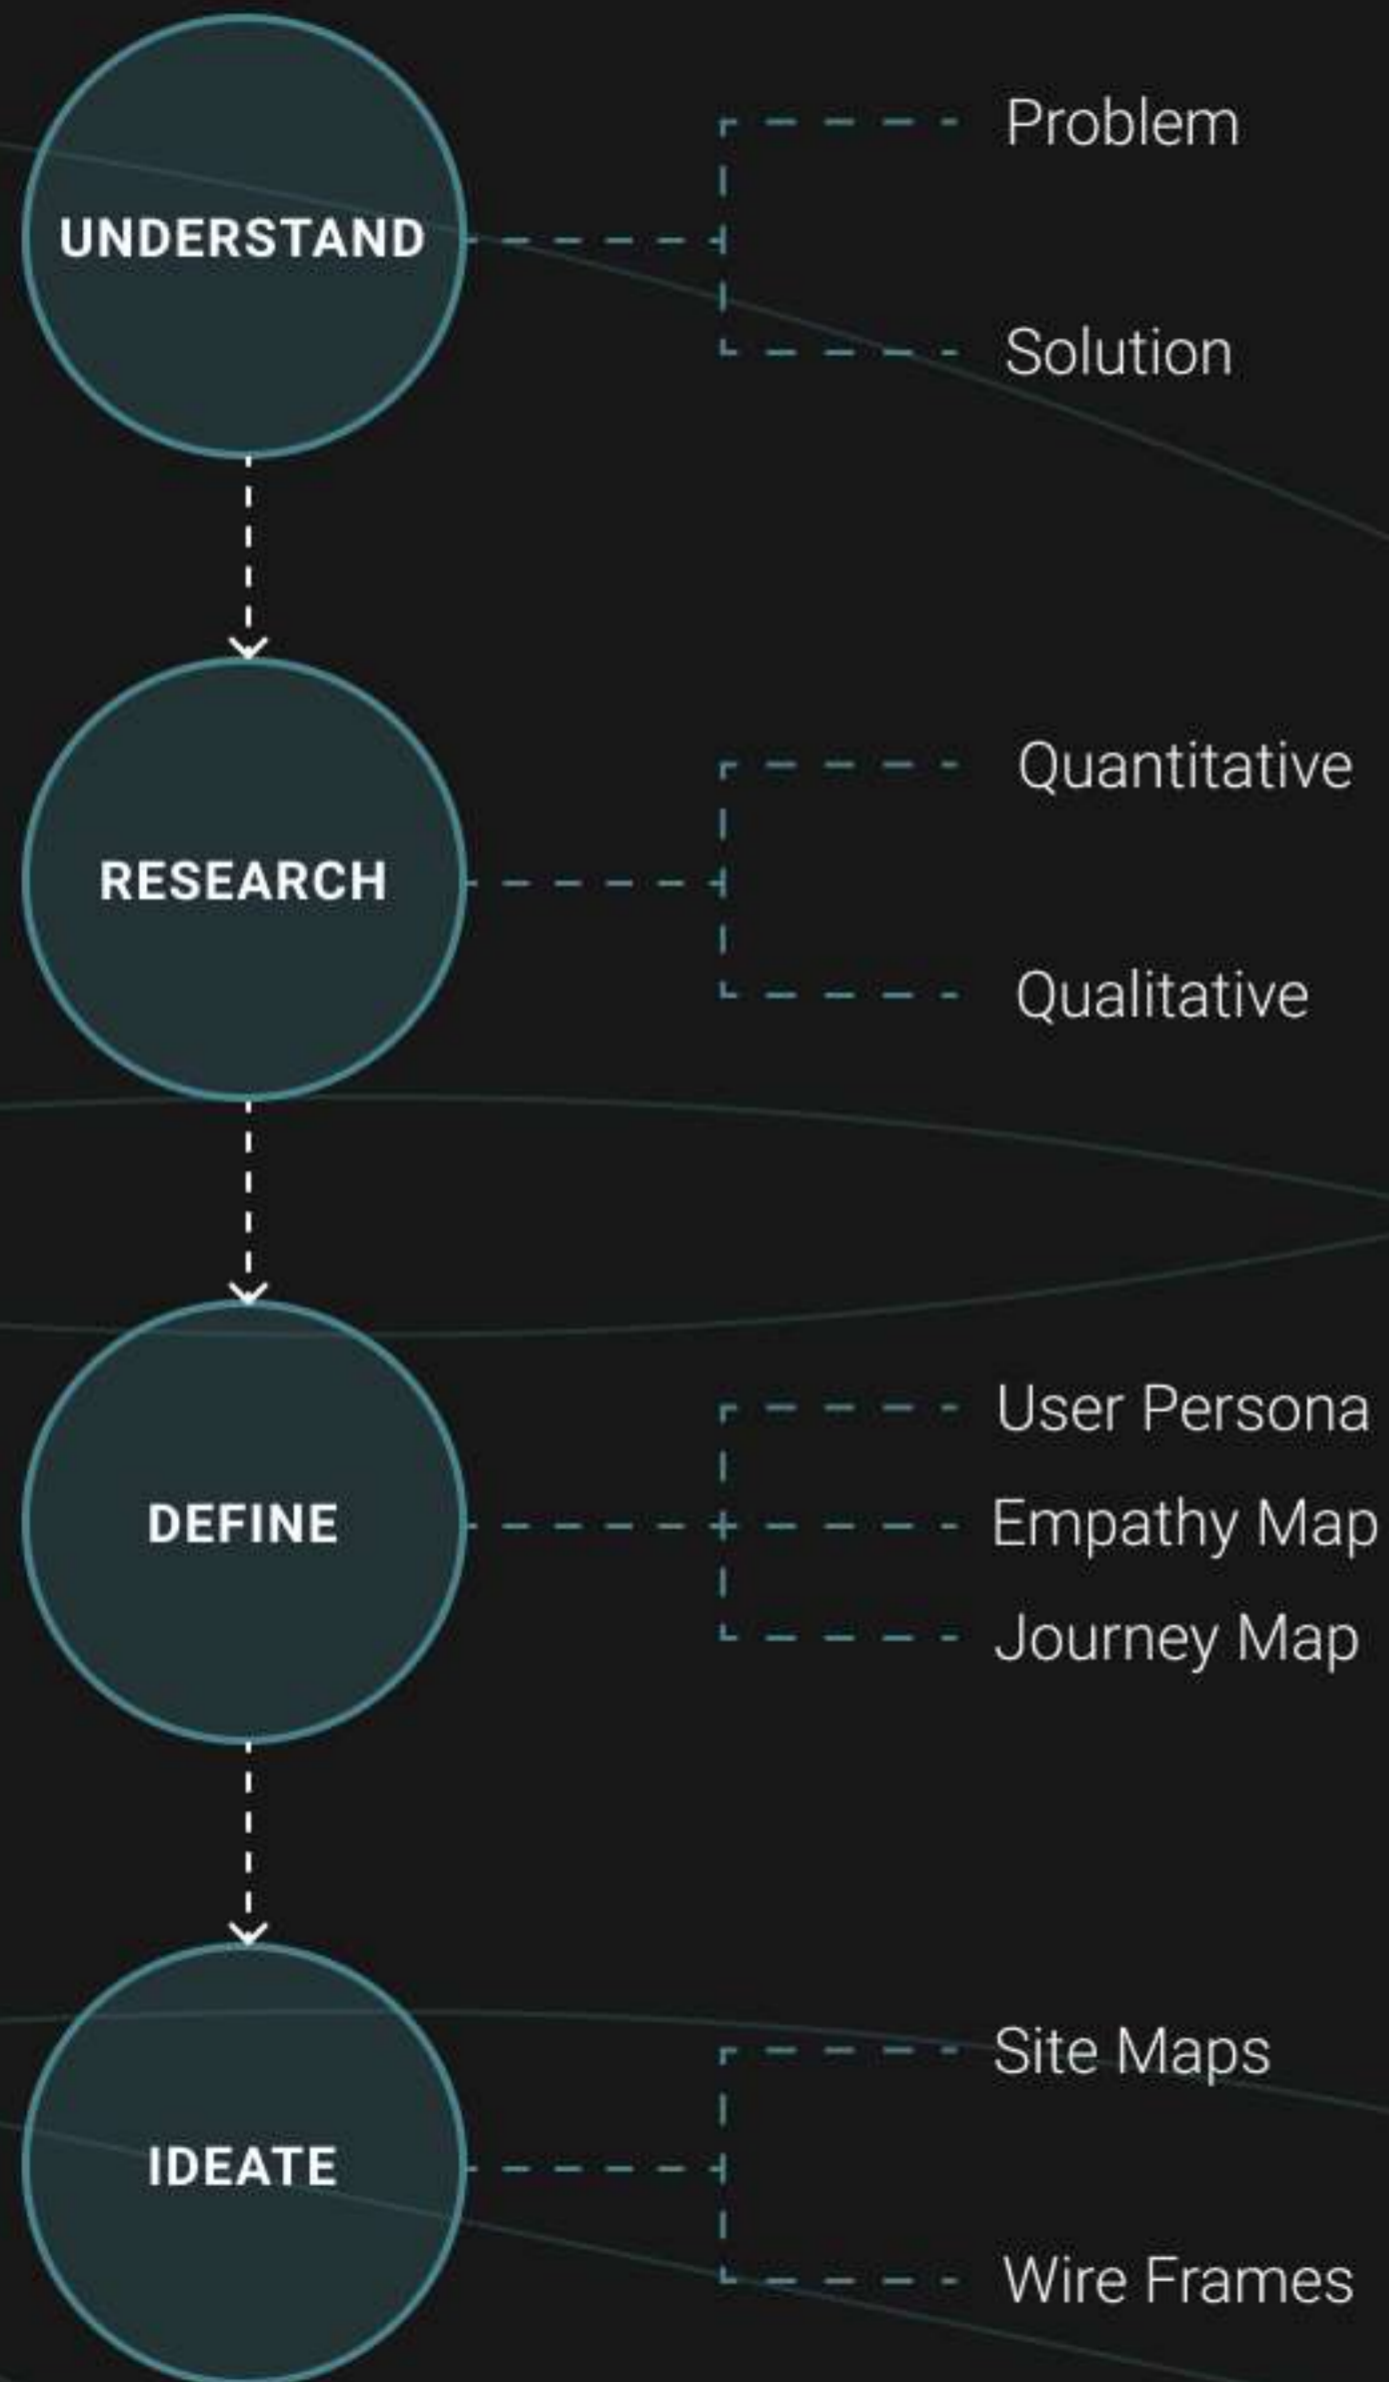 UNDERSTAND
Problem
Solution
RESEARCH
Quantitative
Qualitative
DEFINE
User Persona
Empathy Map
Journey Map
IDEATE
Site Maps
Wire Frames